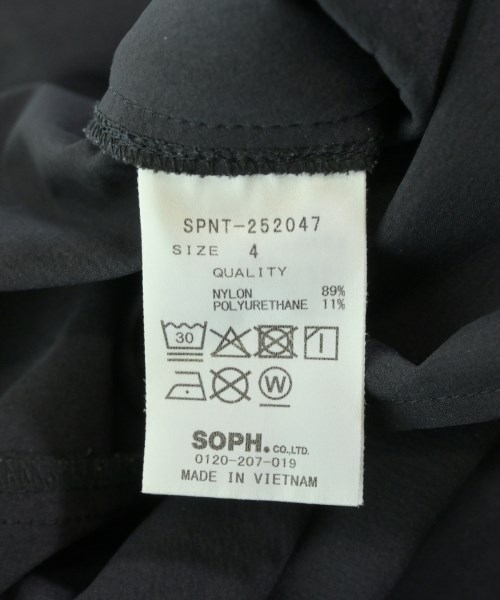 SPNT-252047
SIZE 4
QUALITY
NYLON 89%
POLYURETHANE 11%
30
W
SOPH. CO.,LTD.
0120-207-019
MADE IN VIETNAM